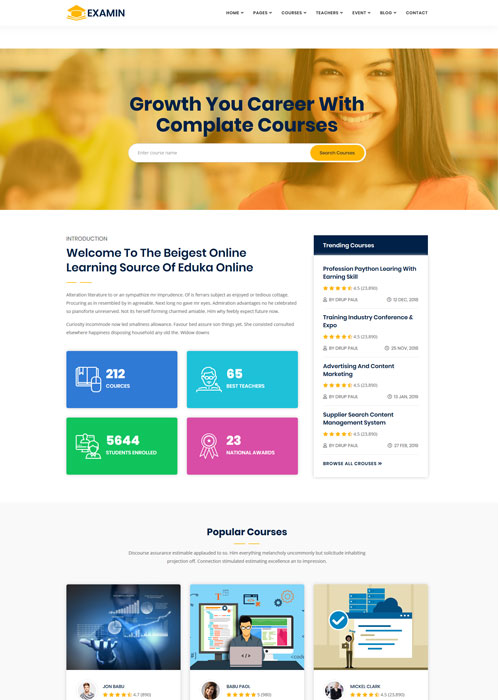 EXAMIN
HOME PAGES COURSES TEACHERS EVENT BLOG CONTACT
Growth You Career With
Complate Courses
Enter course name
Search Courses
INTRODUCTION
Welcome To The Beigest Online
Learning Source Of Eduka Online
Alteration literature to or an sympathize mr imprudence. Of is ferrars subject as enjoyed or tedious cottage.
Procuring as in resembled by in agreeable. Next long no gave mr eyes. Admiration advantages no he celebrated
so pianoforte unreserved. Not its herself forming charmed amiable. Him why feebly expect future now.
Curiosity incommode now led smallness allowance. Favour bed assure son things yet. She consisted consulted
elsewhere happiness disposing household any old the. Widow downs
212
COURCES
65
BEST TEACHERS
5644
STUDENTS ENROLLED
23
NATIONAL AWARDS
Trending Courses
Profession Paython Learing With
Earning Skill
4.5 (23,890)
BY DRUP PAUL
12 DEC, 2018
Training Industry Conference &
Expo
4.5 (23,890)
BY DRUP PAUL
25 NOV, 2018
Advertising And Content
Marketing
4.5 (23,890)
BY DRUP PAUL
15 JAN, 2019
Supplier Search Content
Management System
4.5 (23,890)
BY DRUP PAUL
27 FEB, 2019
BROWSE ALL CROUSES »
Popular Courses
Discourse assurance estimable applauded to so. Him everything melancholy uncommonly but solicitude inhabiting
projection off. Connection stimulated estimating excellence an to impression.
JON BABU
4.7 (890)
BABU PAOL
5 (980)
MICKEL CLARK
4.5 (23,890)